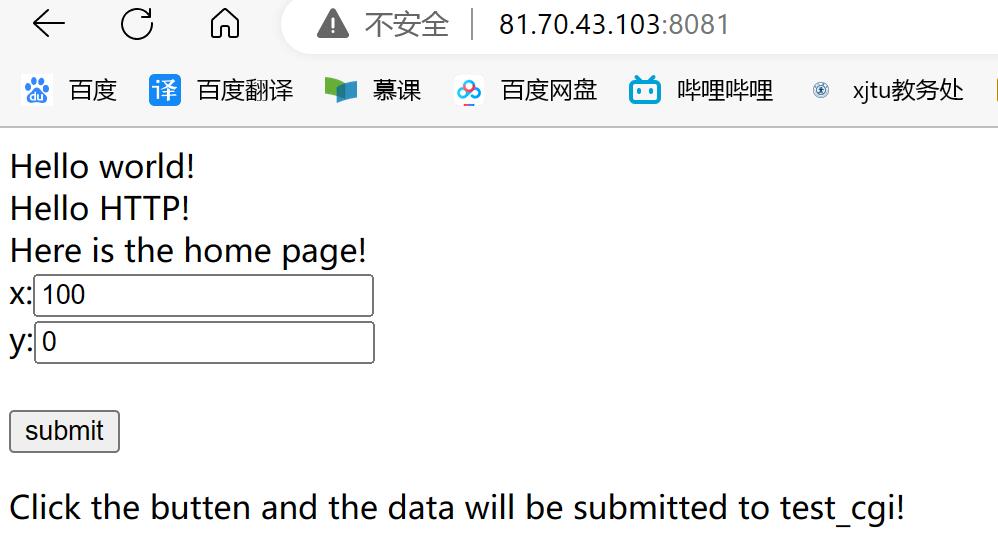 不安全 81.70.43.103:8081
du 百度 译 百度翻译 慕课 百度网盘 哔哩哔哩 xjtu教务处
Hello world!
Hello HTTP!
Here is the home page!
x:100
y:0
submit
Click the butten and the data will be submitted to test_cgi!